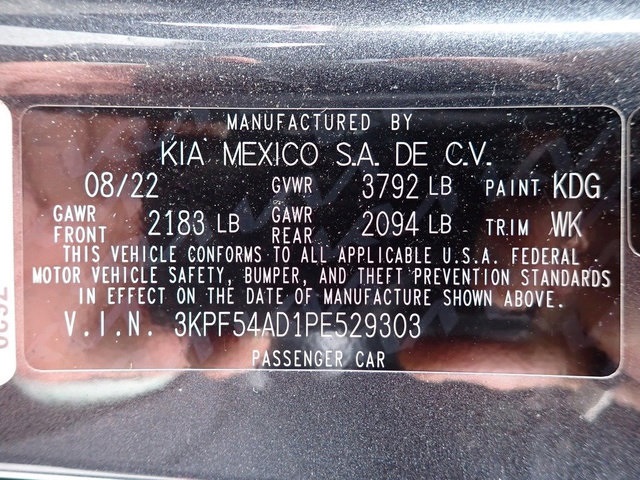 MANUFACTURED BY
KIA MEXICO S.A. DE C.V.
08/22 GVWR 3792 LB PAINT KDG
GAWR FRONT 2183 LB GAWR REAR 2094 LB TRIM WK
THIS VEHICLE CONFORMS TO ALL APPLICABLE U.S.A. FEDERAL
MOTOR VEHICLE SAFETY, BUMPER, AND THEFT PREVENTION STANDARDS
IN EFFECT ON THE DATE OF MANUFACTURE SHOWN ABOVE.
V.I.N. 3KPF54AD1PE529303
PASSENGER CAR